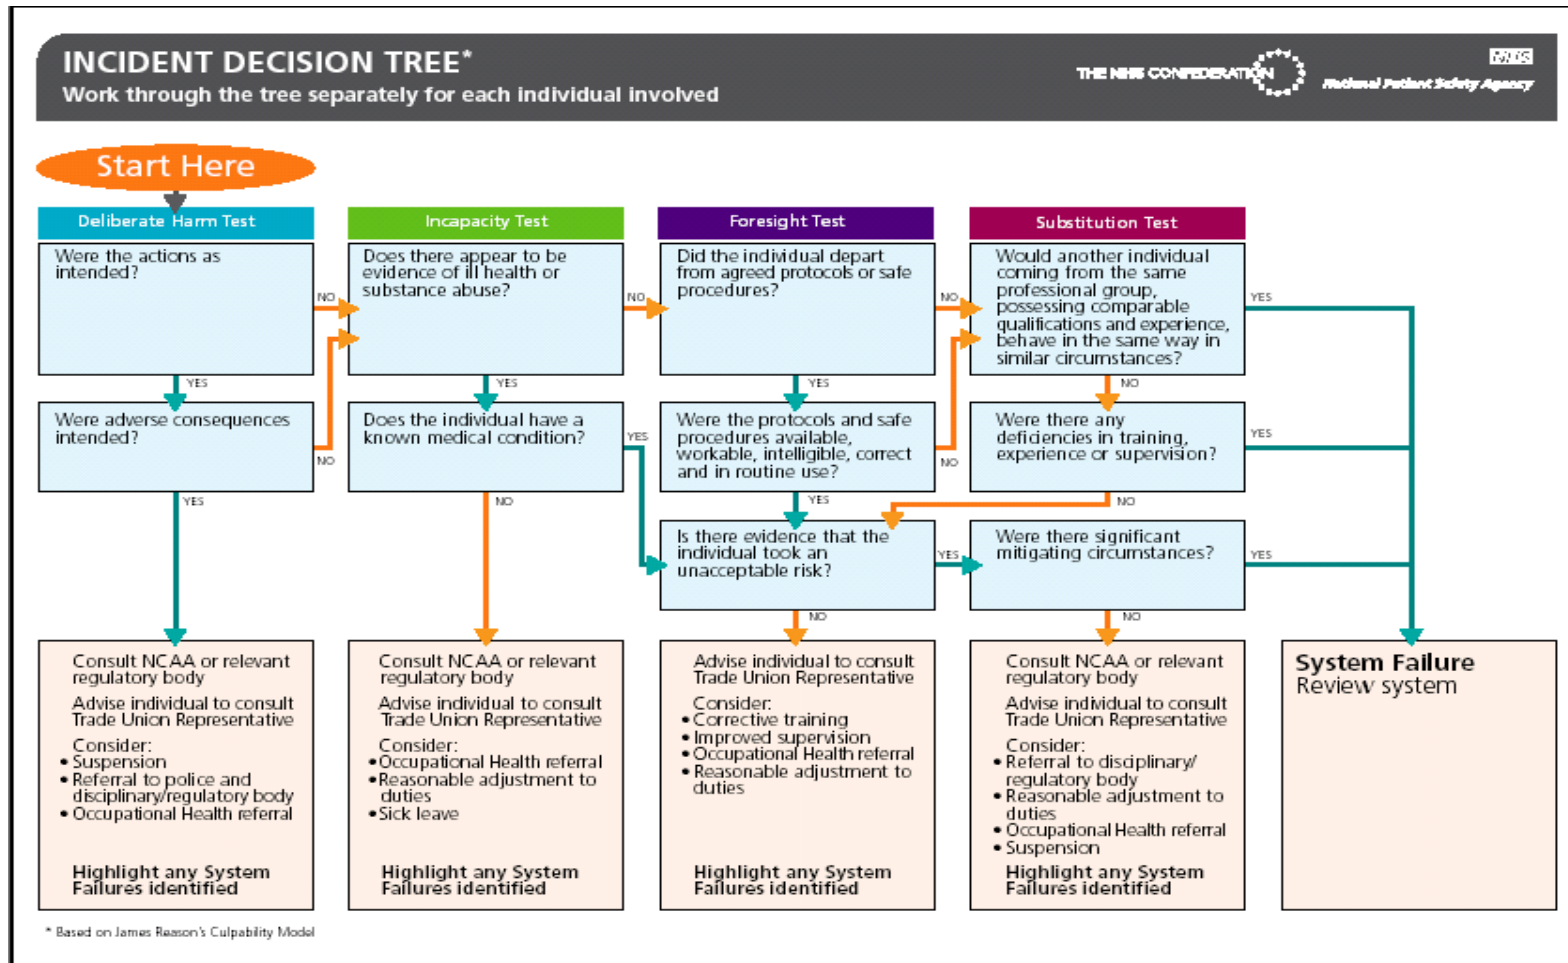 INCIDENT DECISION TREE*
Work through the tree separately for each individual involved
THE NHS CONFEDERATION
NHS
National Patient Safety Agency
Start Here
Deliberate Harm Test
Incapacity Test
Foresight Test
Substitution Test
Were the actions as
intended?
Does there appear to be
evidence of ill health or
substance abuse?
Did the individual depart
from agreed protocols or safe
procedures?
Would another individual
coming from the same
professional group,
possessing comparable
qualifications and experience,
behave in the same way in
similar circumstances?
NO
NO
NO
YES
YES
YES
YES
NO
Were adverse consequences
intended?
Does the individual have a
known medical condition?
Were the protocols and safe
procedures available,
workable, intelligible, correct
and in routine use?
Were there any
deficiencies in training,
experience or supervision?
NO
YES
NO
YES
YES
NO
YES
NO
Is there evidence that the
individual took an
unacceptable risk?
Were there significant
mitigating circumstances?
YES
YES
NO
NO
Consult NCAA or relevant
regulatory body
Advise individual to consult
Trade Union Representative
Consider:
• Suspension
• Referral to police and
disciplinary/regulatory body
• Occupational Health referral
Highlight any System
Failures identified
Consult NCAA or relevant
regulatory body
Advise individual to consult
Trade Union Representative
Consider:
• Occupational Health referral
• Reasonable adjustment to
duties
• Sick leave
Highlight any System
Failures identified
Advise individual to consult
Trade Union Representative
Consider:
• Corrective training
• Improved supervision
• Occupational Health referral
• Reasonable adjustment to
duties
Highlight any System
Failures identified
Consult NCAA or relevant
regulatory body
Advise individual to consult
Trade Union Representative
Consider:
• Referral to disciplinary/
regulatory body
• Reasonable adjustment to
duties
• Occupational Health referral
• Suspension
Highlight any System
Failures identified
System Failure
Review system
* Based on James Reason's Culpability Model